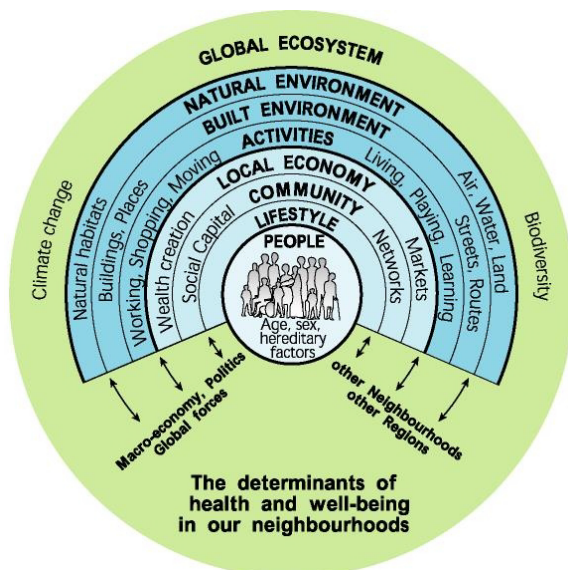 GLOBAL ECOSYSTEM
NATURAL ENVIRONMENT
BUILT ENVIRONMENT
ACTIVITIES
LOCAL ECONOMY
COMMUNITY
LIFESTYLE
PEOPLE
Age, sex,
hereditary
factors
Climate change
Natural habitats
Buildings, Places
Working, Shopping, Moving
Wealth creation
Social Capital
Networks
Markets
Living, Playing, Learning
Streets, Routes
Air, Water, Land
Biodiversity
Macro-economy, Politics
Global forces
other Neighbourhoods
other Regions
The determinants of
health and well-being
in our neighbourhoods